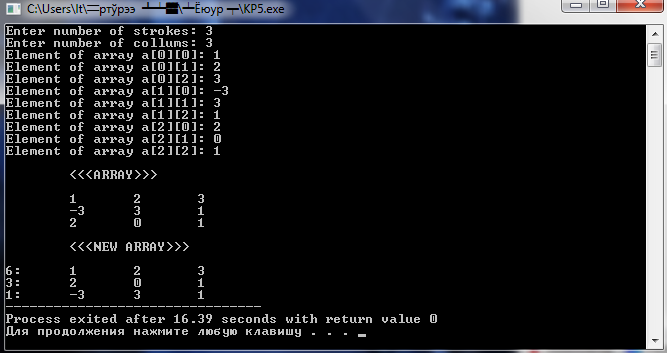 C:\Users\lt\
\KP5.exe
Enter number of strokes: 3
Enter number of collums: 3
Element of array a[0][0]: 1
Element of array a[0][1]: 2
Element of array a[0][2]: 3
Element of array a[1][0]: -3
Element of array a[1][1]: 3
Element of array a[1][2]: 1
Element of array a[2][0]: 2
Element of array a[2][1]: 0
Element of array a[2][2]: 1
<<<ARRAY>>>
1 2 3
-3 3 1
2 0 1
<<<NEW ARRAY>>>
6: 1 2 3
3: 2 0 1
1: -3 3 1
--------------------------------
Process exited after 16.39 seconds with return value 0
Для продолжения нажмите любую клавишу . . . _